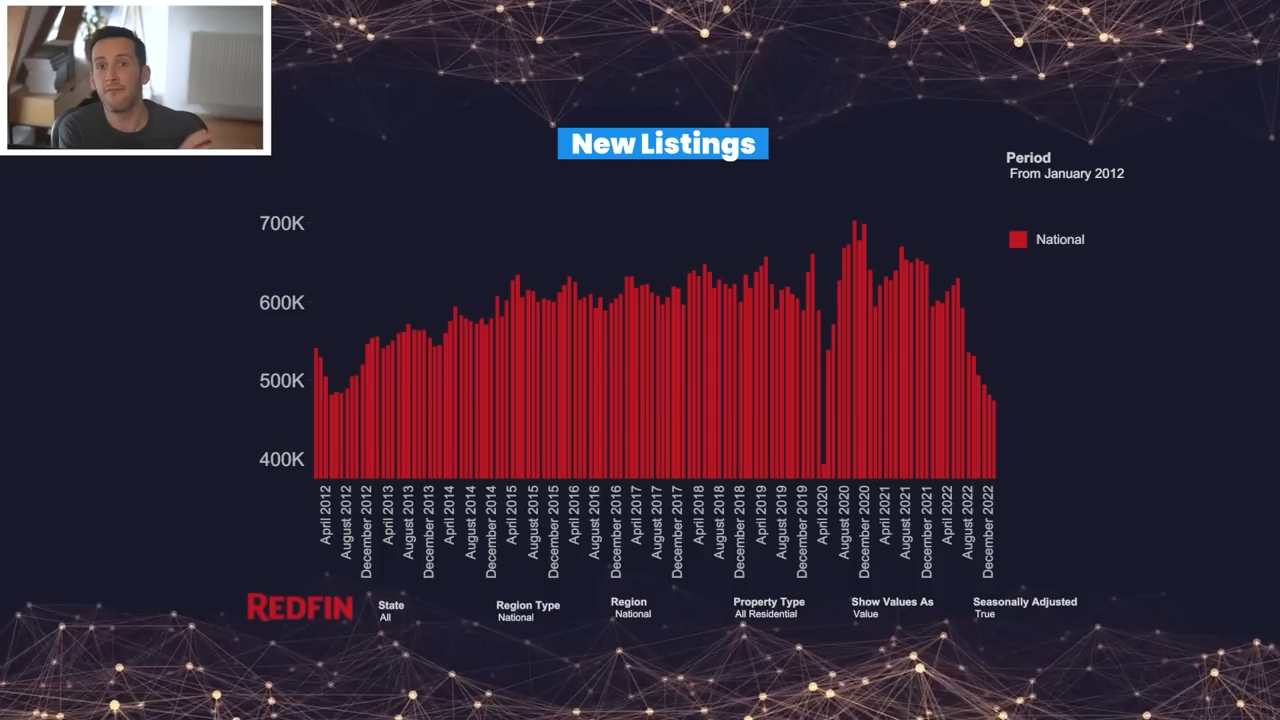 New Listings
Period
From January 2012
National
700K
600K
500K
400K
April 2012
August 2012
December 2012
April 2013
August 2013
December 2013
April 2014
August 2014
December 2014
April 2015
August 2015
December 2015
April 2016
August 2016
December 2016
April 2017
August 2017
December 2017
April 2018
August 2018
December 2018
April 2019
August 2019
December 2019
April 2020
August 2020
December 2020
April 2021
August 2021
December 2021
April 2022
August 2022
December 2022
REDFIN
State
All
Region Type
National
Region
National
Property Type
All Residential
Show Values As
Value
Seasonally Adjusted
True